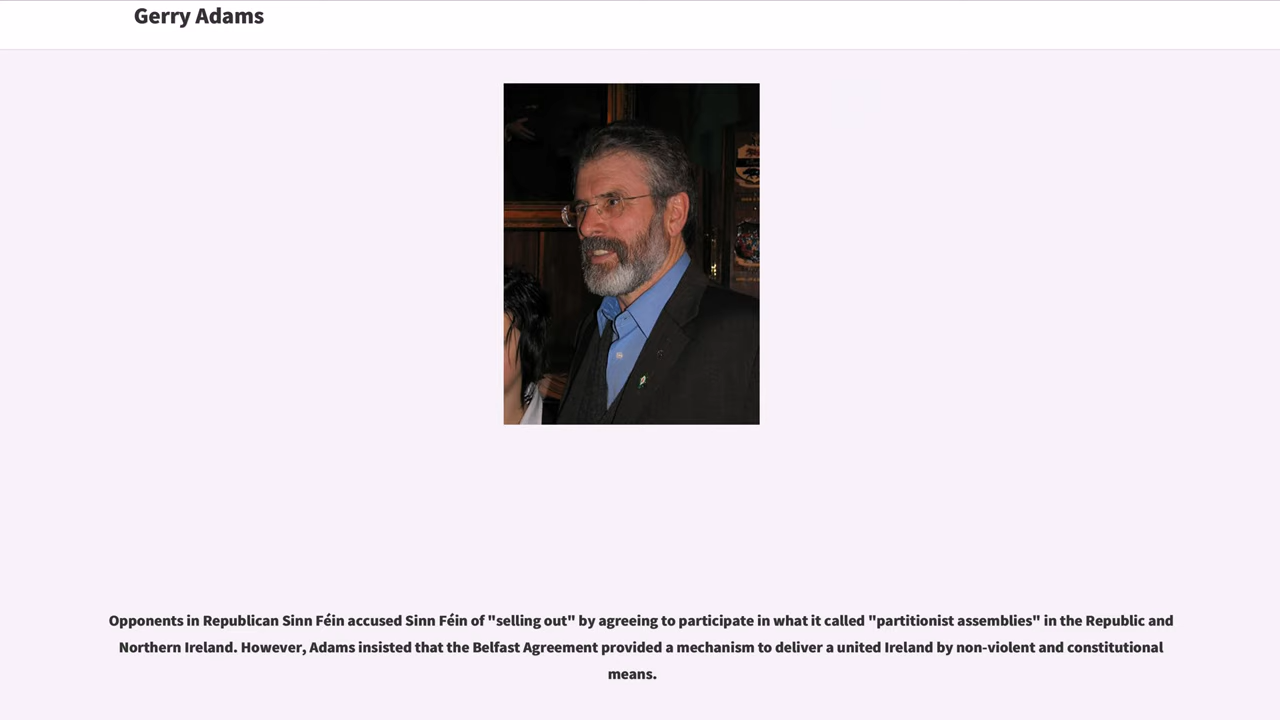 Gerry Adams
Opponents in Republican Sinn Féin accused Sinn Féin of "selling out" by agreeing to participate in what it called "partitionist assemblies" in the Republic and
Northern Ireland. However, Adams insisted that the Belfast Agreement provided a mechanism to deliver a united Ireland by non-violent and constitutional
means.